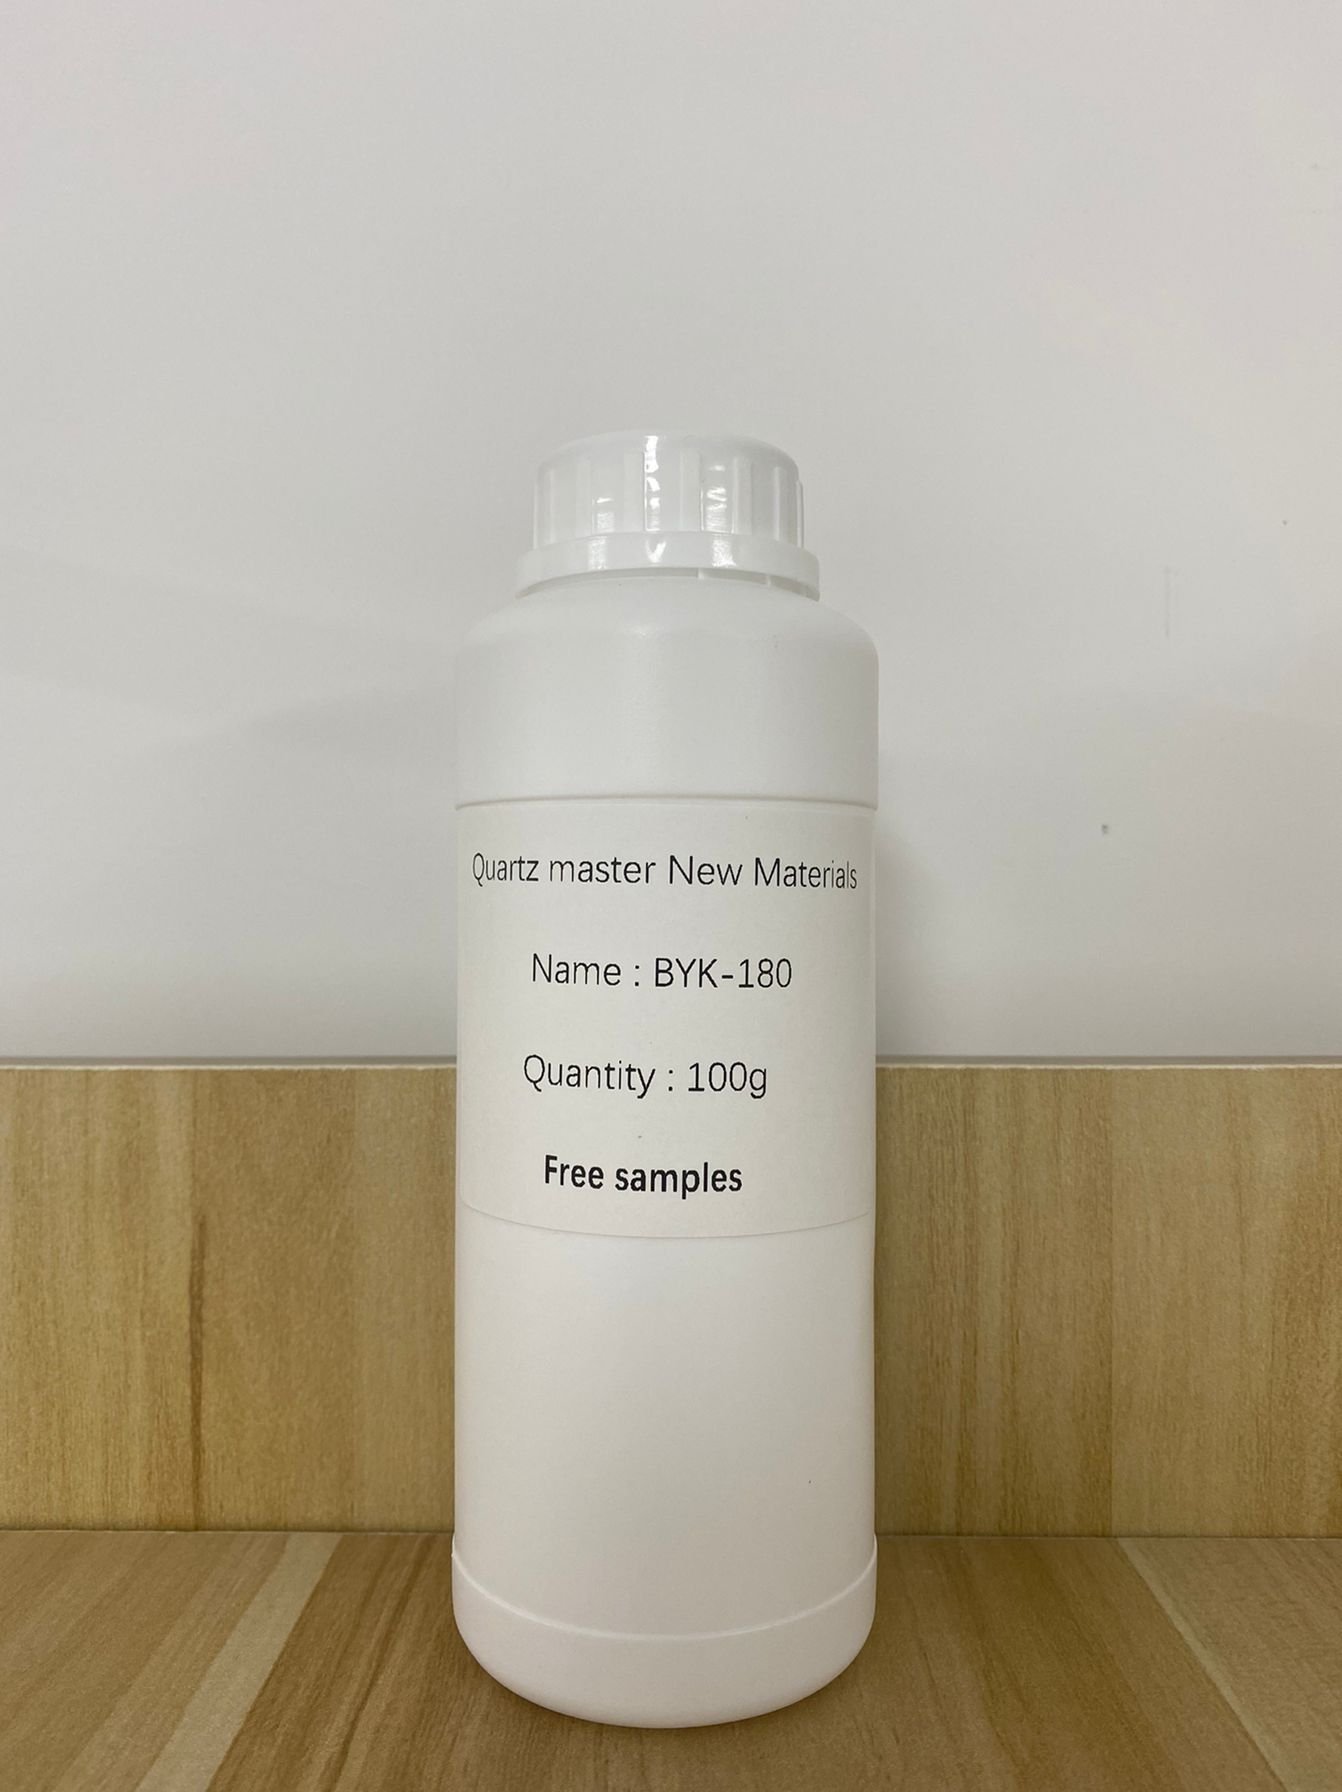 Quartz master New Materials
Name : BYK-180
Quantity : 100g
Free samples